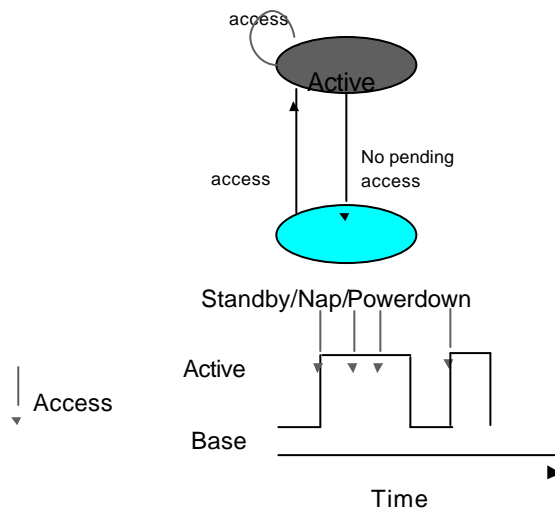 access
Active
No pending
access
access
Standby/Nap/Powerdown
Active
Access
Base
Time